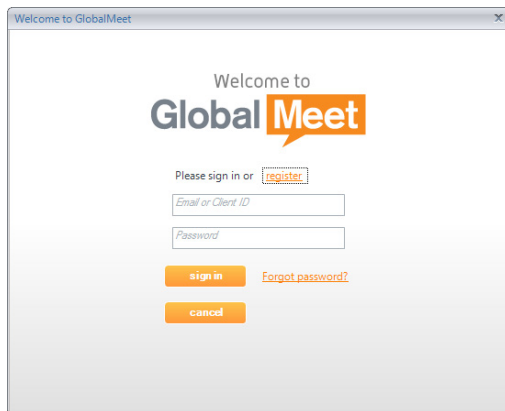 Welcome to GlobalMeet
Welcome to
Global Meet
Please sign in or register
Email or Client ID
Password
sign in Forgot password?
cancel